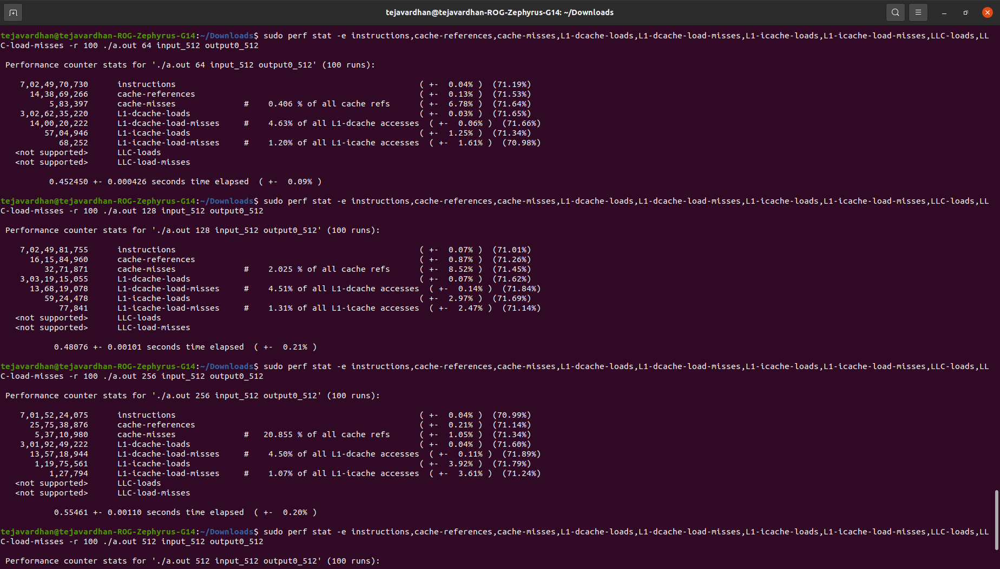 tejavardhan@tejavardhan-ROG-Zephyrus-G14: ~/Downloads
tejavardhan@tejavardhan-ROG-Zephyrus-G14:~/Downloads$ sudo perf stat -e instructions,cache-references,cache-misses,L1-dcache-loads,L1-dcache-load-misses,L1-icache-loads,L1-icache-load-misses,LLC-loads,LL
C-load-misses -r 100 ./a.out 64 input_512 output0_512
Performance counter stats for './a.out 64 input_512 output0_512' (100 runs):
7,02,49,70,730 instructions ( +- 0.04% ) (71.19%)
14,38,69,266 cache-references ( +- 0.13% ) (71.53%)
5,83,397 cache-misses # 0.406 % of all cache refs ( +- 6.78% ) (71.64%)
3,02,62,35,220 L1-dcache-loads ( +- 0.03% ) (71.65%)
14,00,20,222 L1-dcache-load-misses # 4.63% of all L1-dcache accesses ( +- 0.06% ) (71.66%)
57,04,946 L1-icache-loads ( +- 1.25% ) (71.34%)
68,252 L1-icache-load-misses # 1.20% of all L1-icache accesses ( +- 1.61% ) (70.98%)
<not supported> LLC-loads
<not supported> LLC-load-misses
0.452450 +- 0.000426 seconds time elapsed ( +- 0.09% )
tejavardhan@tejavardhan-ROG-Zephyrus-G14:~/Downloads$ sudo perf stat -e instructions,cache-references,cache-misses,L1-dcache-loads,L1-dcache-load-misses,L1-icache-loads,L1-icache-load-misses,LLC-loads,LL
C-load-misses -r 100 ./a.out 128 input_512 output0_512
Performance counter stats for './a.out 128 input_512 output0_512' (100 runs):
7,02,49,81,755 instructions ( +- 0.07% ) (71.01%)
16,15,84,960 cache-references ( +- 0.87% ) (71.26%)
32,71,871 cache-misses # 2.025 % of all cache refs ( +- 8.52% ) (71.45%)
3,03,19,15,055 L1-dcache-loads ( +- 0.07% ) (71.62%)
13,68,19,078 L1-dcache-load-misses # 4.51% of all L1-dcache accesses ( +- 0.14% ) (71.84%)
59,24,478 L1-icache-loads ( +- 2.97% ) (71.69%)
77,841 L1-icache-load-misses # 1.31% of all L1-icache accesses ( +- 2.47% ) (71.14%)
<not supported> LLC-loads
<not supported> LLC-load-misses
0.48076 +- 0.00101 seconds time elapsed ( +- 0.21% )
tejavardhan@tejavardhan-ROG-Zephyrus-G14:~/Downloads$ sudo perf stat -e instructions,cache-references,cache-misses,L1-dcache-loads,L1-dcache-load-misses,L1-icache-loads,L1-icache-load-misses,LLC-loads,LL
C-load-misses -r 100 ./a.out 256 input_512 output0_512
Performance counter stats for './a.out 256 input_512 output0_512' (100 runs):
7,01,52,24,075 instructions ( +- 0.04% ) (70.99%)
25,75,38,876 cache-references ( +- 0.21% ) (71.14%)
5,37,10,980 cache-misses # 20.855 % of all cache refs ( +- 1.05% ) (71.34%)
3,01,92,49,222 L1-dcache-loads ( +- 0.04% ) (71.60%)
13,57,18,944 L1-dcache-load-misses # 4.50% of all L1-dcache accesses ( +- 0.11% ) (71.89%)
1,19,75,561 L1-icache-loads ( +- 3.92% ) (71.79%)
1,27,794 L1-icache-load-misses # 1.07% of all L1-icache accesses ( +- 3.61% ) (71.24%)
<not supported> LLC-loads
<not supported> LLC-load-misses
0.55461 +- 0.00110 seconds time elapsed ( +- 0.20% )
tejavardhan@tejavardhan-ROG-Zephyrus-G14:~/Downloads$ sudo perf stat -e instructions,cache-references,cache-misses,L1-dcache-loads,L1-dcache-load-misses,L1-icache-loads,L1-icache-load-misses,LLC-loads,LL
C-load-misses -r 100 ./a.out 512 input_512 output0_512
Performance counter stats for './a.out 512 input_512 output0_512' (100 runs):